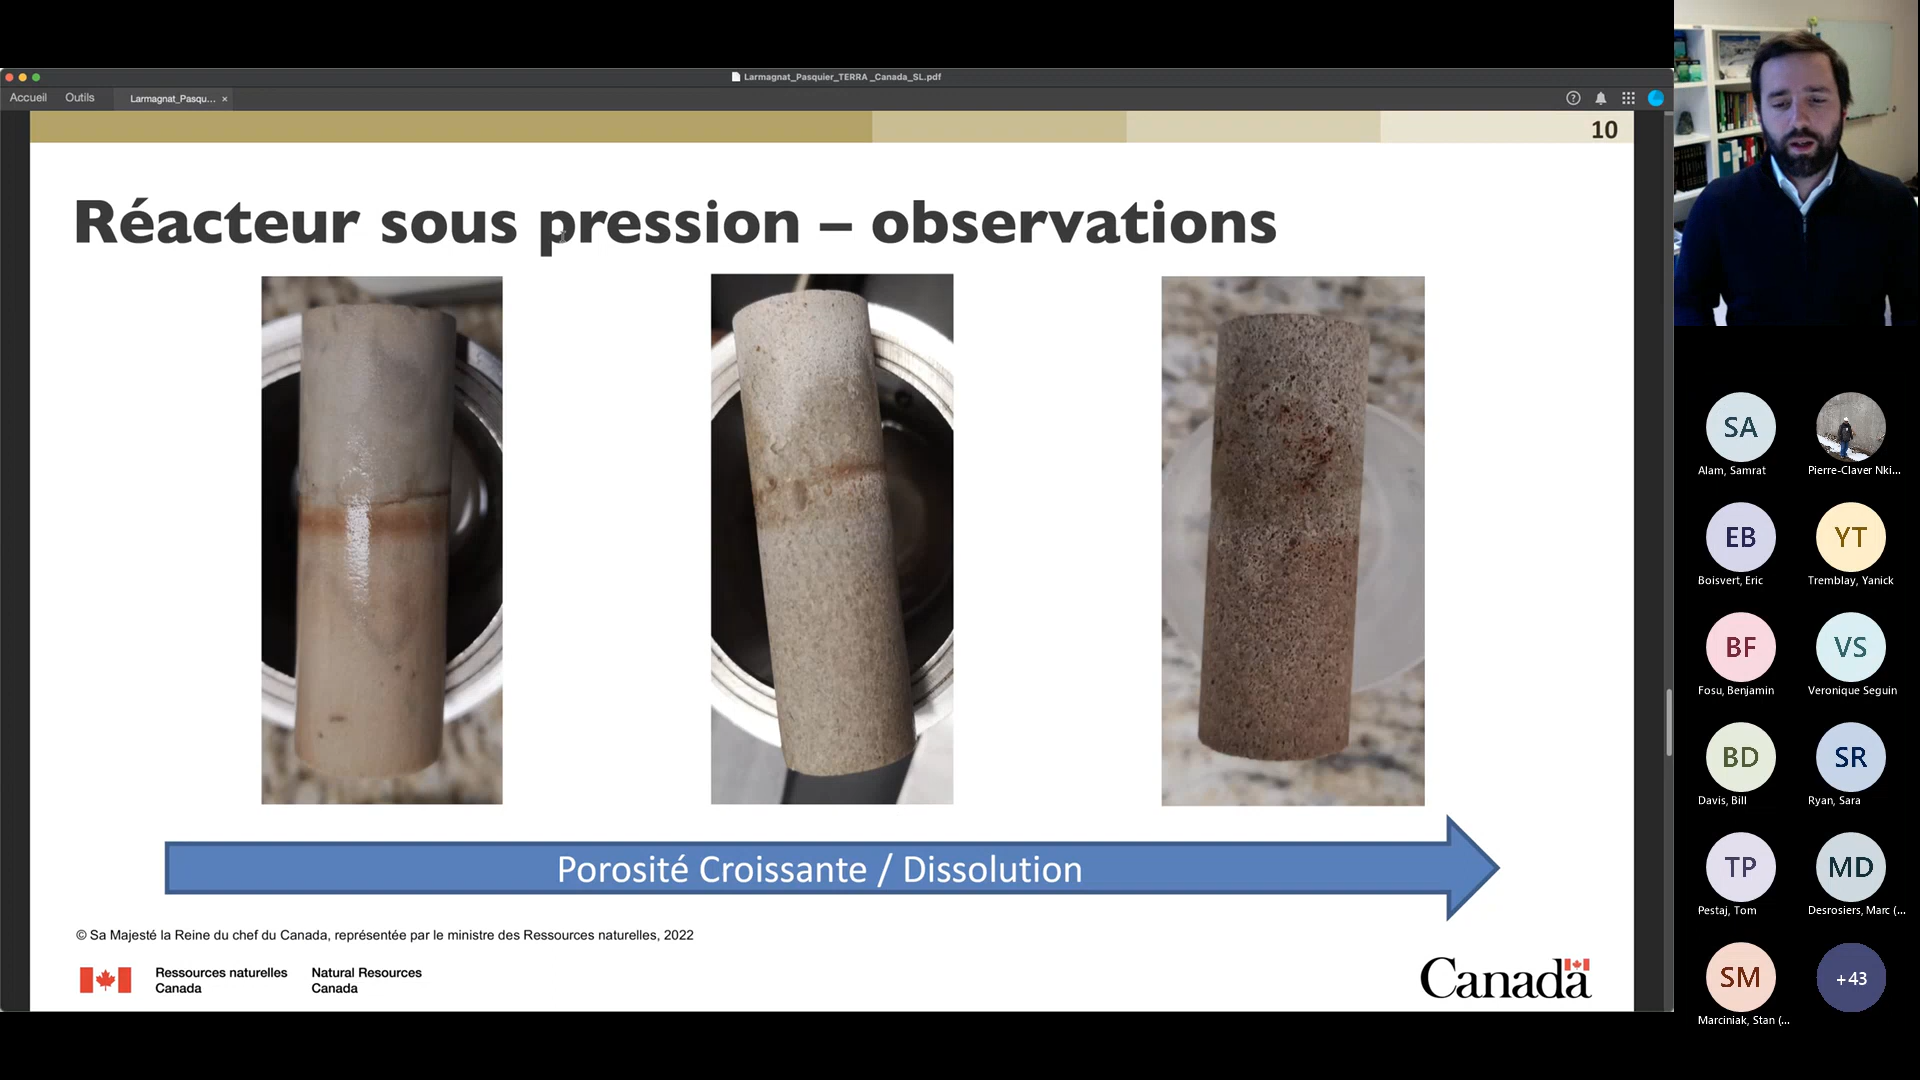 Larmagnat_Pasquier_TERRA _Canada_SL.pdf
Accueil Outils Larmagnat_Pasqu... ×
10
Réacteur sous pression – observations
Porosité Croissante / Dissolution
© Sa Majesté la Reine du chef du Canada, représentée par le ministre des Ressources naturelles, 2022
Ressources naturelles Natural Resources
Canada Canada
Canada
SA
Alam, Samrat Pierre-Claver Nki...
EB YT
Boisvert, Eric Tremblay, Yanick
BF VS
Fosu, Benjamin Veronique Seguin
BD SR
Davis, Bill Ryan, Sara
TP MD
Pestaj, Tom Desrosiers, Marc (...
SM +43
Marciniak, Stan (...